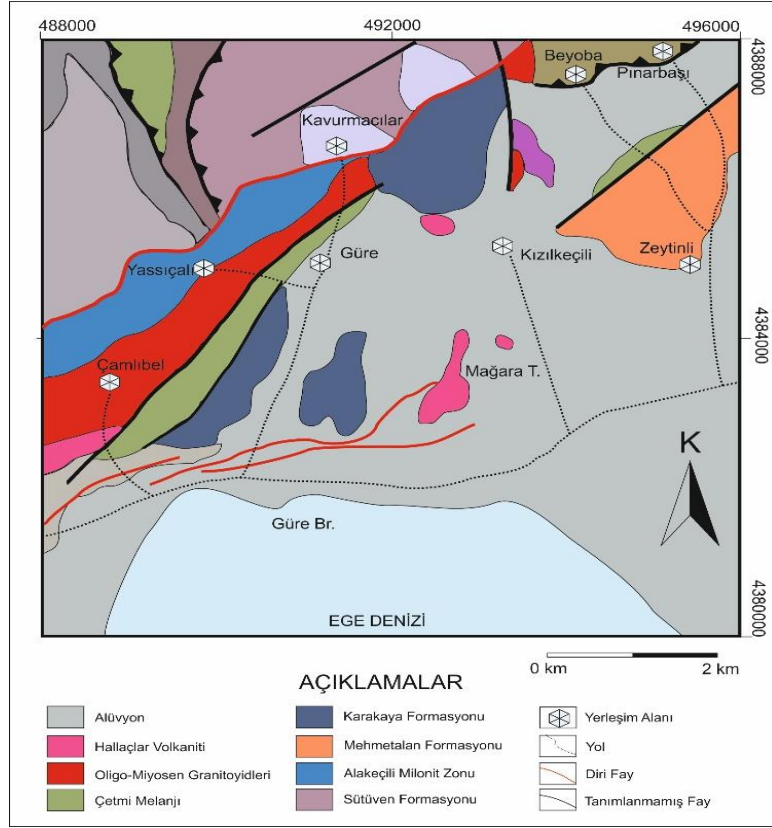 488000
492000
496000
4388000
Beyoba
Pınarbaşı
Kavurmacılar
Yassıçalı
Güre
Kızılkeçili
Zeytinli
4384000
Çamlıbel
Mağara T.
K
Güre Br.
EGE DENİZİ
4380000
0 km
2 km
AÇIKLAMALAR
Alüvyon
Hallaçlar Volkaniti
Oligo-Miyosen Granitoyidleri
Çetmi Melanjı
Karakaya Formasyonu
Mehmetalan Formasyonu
Alakeçili Milonit Zonu
Sütüven Formasyonu
Yerleşim Alanı
Yol
Diri Fay
Tanımlanmamış Fay